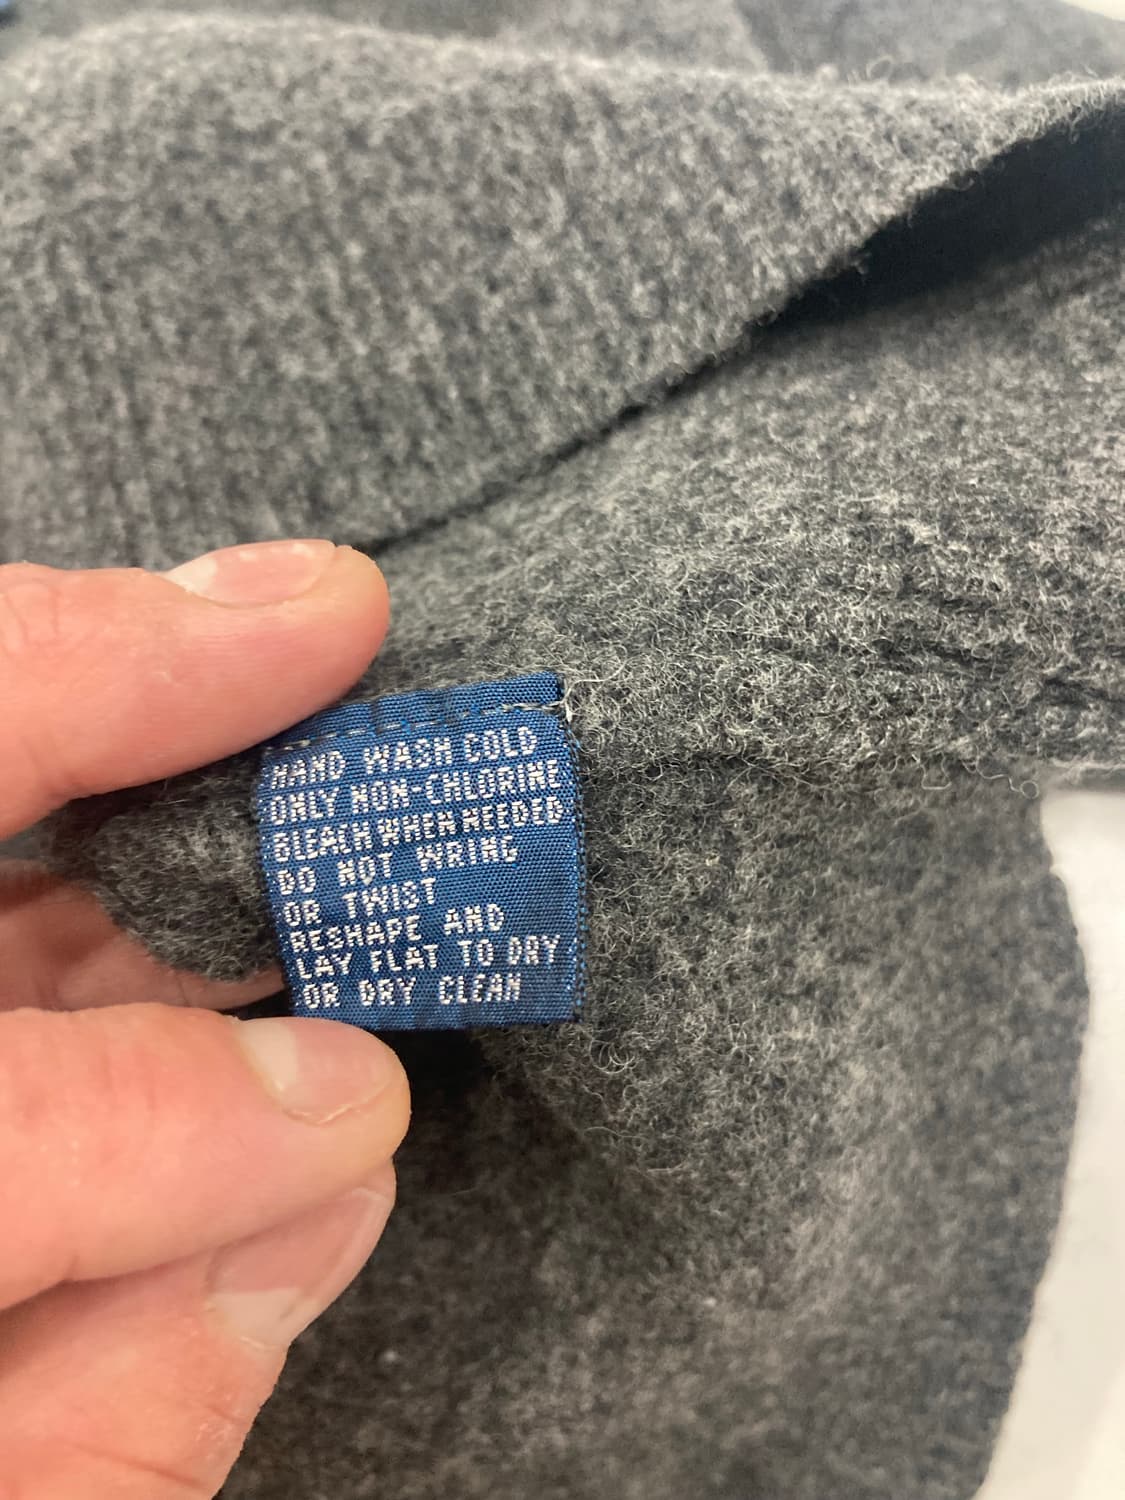 HAND WASH COLD
ONLY NON-CHLORINE
BLEACH WHEN NEEDED
DO NOT WRING
OR TWIST
RESHAPE AND
LAY FLAT TO DRY
OR DRY CLEAN